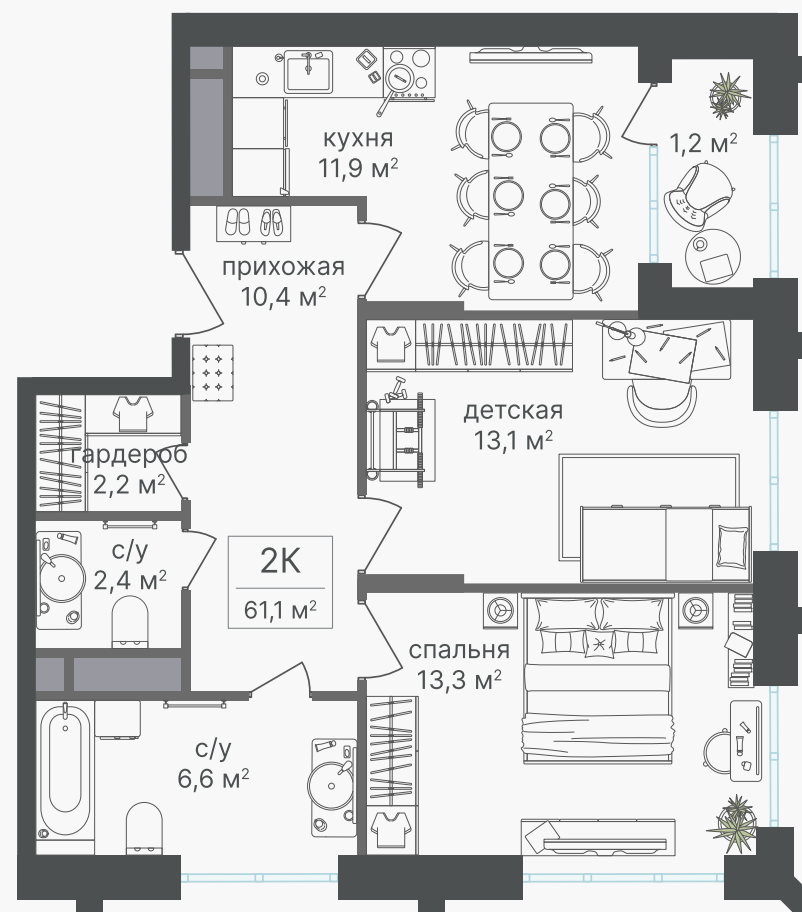 кухня
11,9 м²
1,2 м²
прихожая
10,4 м²
детская
13,1 м²
гардероб
2,2 м²
с/у
2,4 м²
2К
61,1 м²
спальня
13,3 м²
с/у
6,6 м²